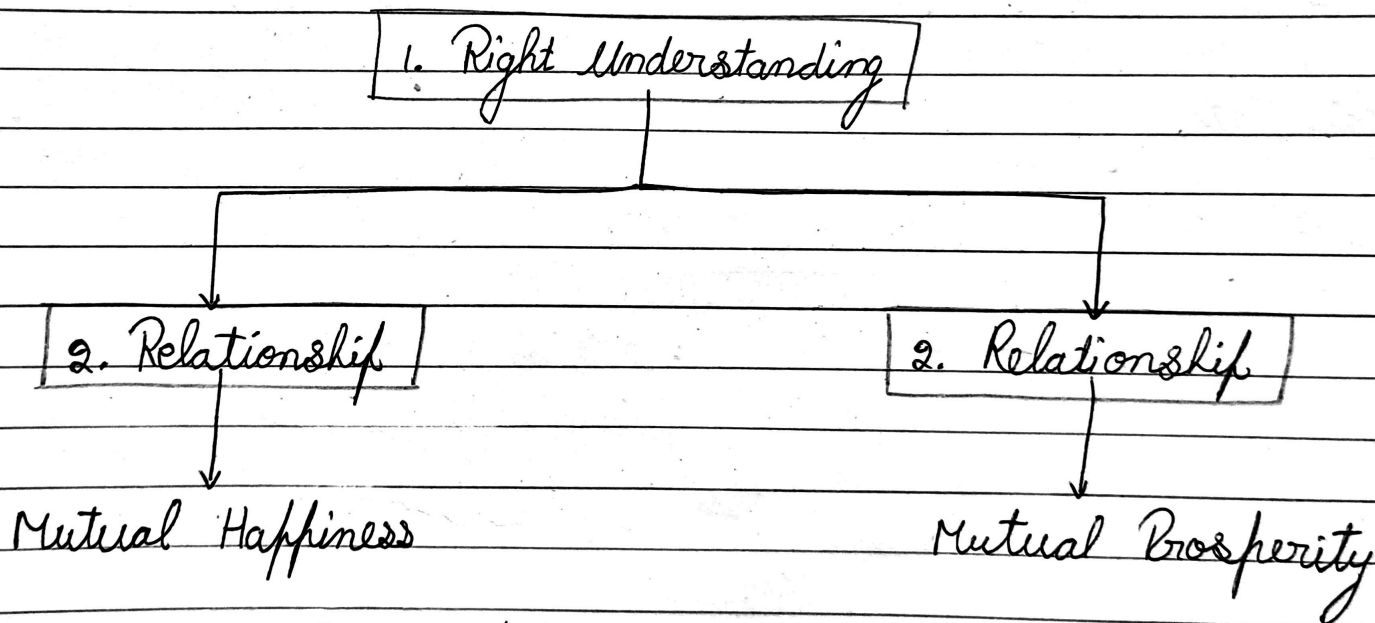 1. Right Understanding
2. Relationship
2. Relationship
Mutual Happiness
Mutual Prosperity